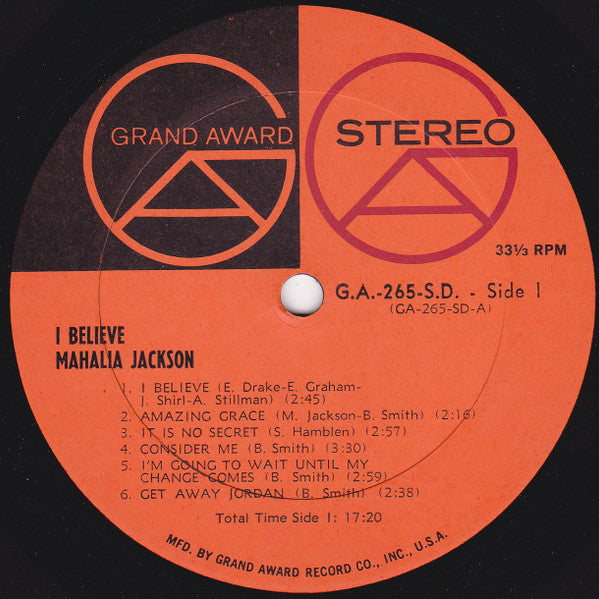 GRAND AWARD
STEREO
33⅓ RPM
G.A.-265-S.D. - Side 1
(GA-265-SD-A)
I BELIEVE
MAHALIA JACKSON
1. I BELIEVE (E. Drake-E. Graham-
J. Shirl-A. Stillman) (2:45)
2. AMAZING GRACE (M. Jackson-B. Smith) (2:16)
3. IT IS NO SECRET (S. Hamblen) (2:57)
4. CONSIDER ME (B. Smith) (3:30)
5. I'M GOING TO WAIT UNTIL MY
CHANGE COMES (B. Smith) (2:59)
6. GET AWAY JORDAN (B. Smith) (2:38)
Total Time Side 1: 17:20
MFD. BY GRAND AWARD RECORD CO., INC., U.S.A.